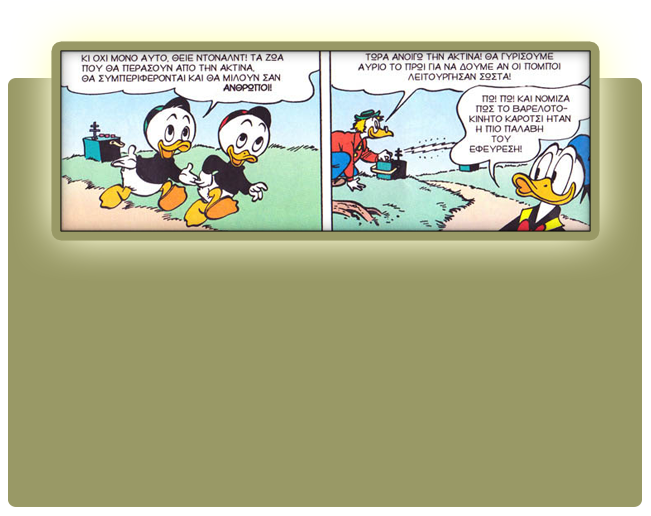 ΚΙ ΟΧΙ ΜΟΝΟ ΑΥΤΟ, ΘΕΙΕ ΝΤΟΝΑΛΝΤ! ΤΑ ΖΩΑ
ΠΟΥ ΘΑ ΠΕΡΑΣΟΥΝ ΑΠΟ ΤΗΝ ΑΚΤΙΝΑ,
ΘΑ ΣΥΜΠΕΡΙΦΕΡΟΝΤΑΙ ΚΑΙ ΘΑ ΜΙΛΟΥΝ ΣΑΝ
ΑΝΘΡΩΠΟΙ!
ΤΩΡΑ ΑΝΟΙΓΩ ΤΗΝ ΑΚΤΙΝΑ! ΘΑ ΓΥΡΙΣΟΥΜΕ
ΑΥΡΙΟ ΤΟ ΠΡΩΙ ΓΙΑ ΝΑ ΔΟΥΜΕ ΑΝ ΟΙ ΠΟΜΠΟΙ
ΛΕΙΤΟΥΡΓΗΣΑΝ ΣΩΣΤΑ!
ΠΩ! ΠΩ! ΚΑΙ ΝΟΜΙΖΑ
ΠΩΣ ΤΟ ΒΑΡΕΛΟΤΟ-
ΚΙΝΗΤΟ ΚΑΡΟΤΣΙ ΗΤΑΝ
Η ΠΙΟ ΠΑΛΑΒΗ
ΤΟΥ
ΕΦΕΥΡΕΣΗ!